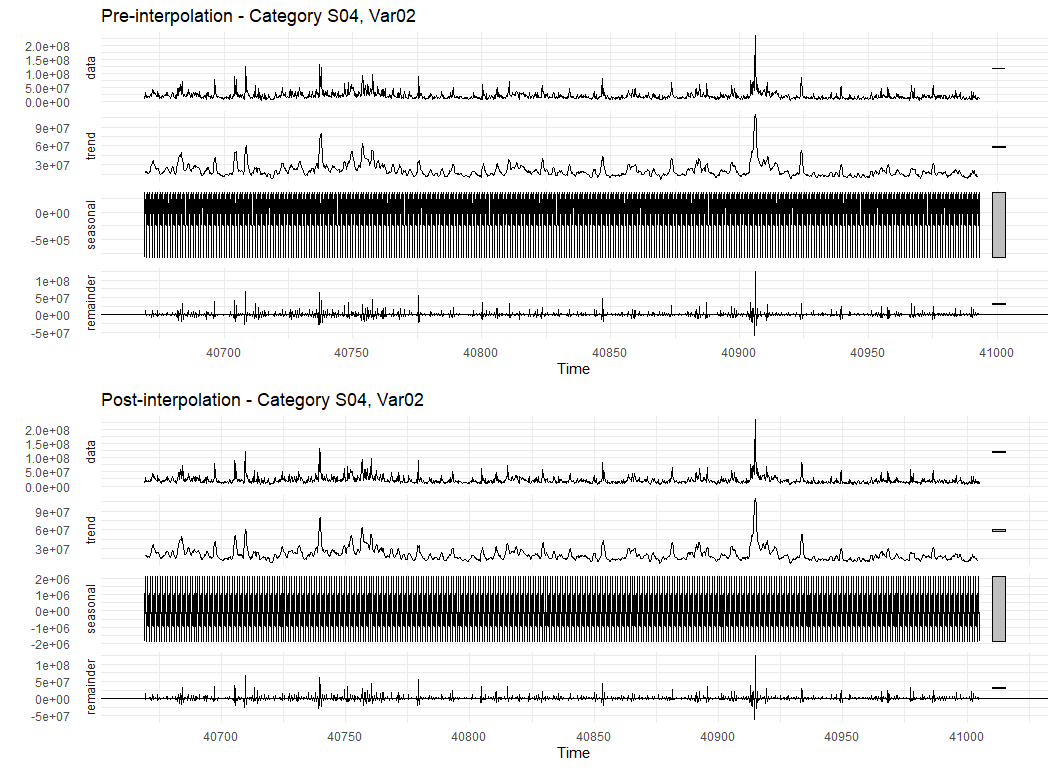 Pre-interpolation - Category S04, Var02
2.0e+08
1.5e+08
1.0e+08
5.0e+07
0.0e+00
data
9e+07
6e+07
3e+07
trend
0e+00
-5e+05
seasonal
1e+08
5e+07
0e+00
-5e+07
remainder
40700 40750 40800 40850 40900 40950 41000
Time
Post-interpolation - Category S04, Var02
2.0e+08
1.5e+08
1.0e+08
5.0e+07
0.0e+00
data
9e+07
6e+07
3e+07
trend
2e+06
1e+06
0e+00
-1e+06
-2e+06
seasonal
1e+08
5e+07
0e+00
-5e+07
remainder
40700 40750 40800 40850 40900 40950 41000
Time